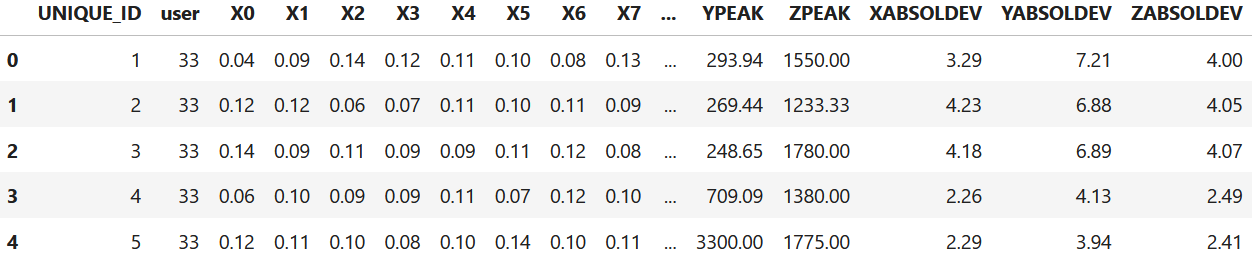 UNIQUE_ID user X0 X1 X2 X3 X4 X5 X6 X7 ... YPEAK ZPEAK XABSOLDEV YABSOLDEV ZABSOLDEV
0 1 33 0.04 0.09 0.14 0.12 0.11 0.10 0.08 0.13 ... 293.94 1550.00 3.29 7.21 4.00
1 2 33 0.12 0.12 0.06 0.07 0.11 0.10 0.11 0.09 ... 269.44 1233.33 4.23 6.88 4.05
2 3 33 0.14 0.09 0.11 0.09 0.09 0.11 0.12 0.08 ... 248.65 1780.00 4.18 6.89 4.07
3 4 33 0.06 0.10 0.09 0.09 0.11 0.07 0.12 0.10 ... 709.09 1380.00 2.26 4.13 2.49
4 5 33 0.12 0.11 0.10 0.08 0.10 0.14 0.10 0.11 ... 3300.00 1775.00 2.29 3.94 2.41